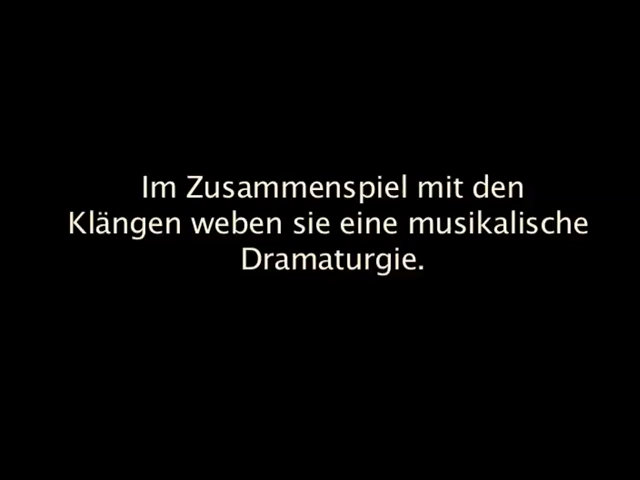 Im Zusammenspiel mit den
Klängen weben sie eine musikalische
Dramaturgie.